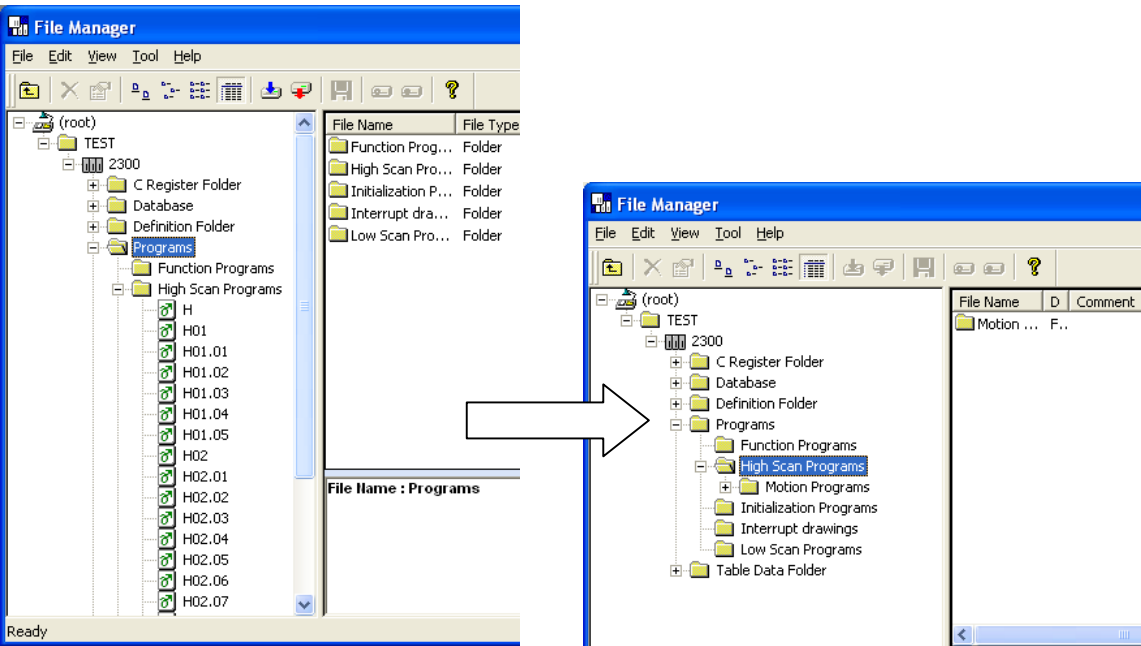 File Manager
File Edit View Tool Help
(root)
TEST
2300
C Register Folder
Database
Definition Folder
Programs
Function Programs
High Scan Programs
H
H01
H01.01
H01.02
H01.03
H01.04
H01.05
H02
H02.01
H02.02
H02.03
H02.04
H02.05
H02.06
H02.07
File Name File Type
Function Prog... Folder
High Scan Pro... Folder
Initialization P... Folder
Interrupt dra... Folder
Low Scan Pro... Folder
File Name : Programs
Ready
File Manager
File Edit View Tool Help
(root)
TEST
2300
C Register Folder
Database
Definition Folder
Programs
Function Programs
High Scan Programs
Motion Programs
Initialization Programs
Interrupt drawings
Low Scan Programs
Table Data Folder
File Name D Comment
Motion ... F..